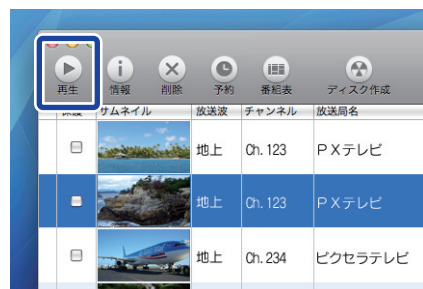 再生 情報 削除 予約 番組表 ディスク作成
保護 サムネイル 放送波 チャンネル 放送局名
地上 Ch. 123 PXテレビ
地上 Ch. 123 PXテレビ
地上 Ch. 234 ピクセラテレビ